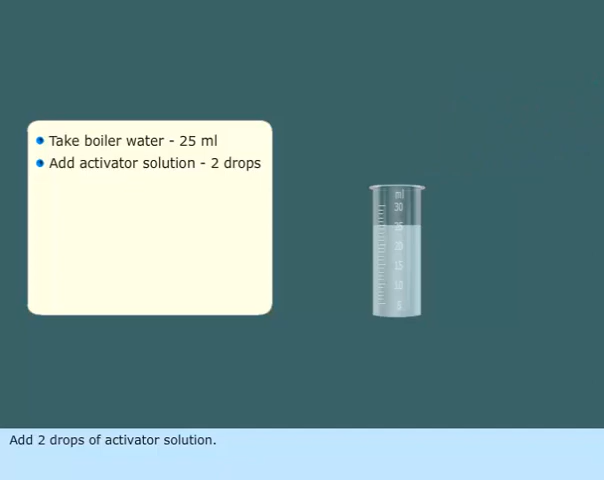 Take boiler water - 25 ml
Add activator solution - 2 drops
ml
30
25
20
15
10
5
Add 2 drops of activator solution.